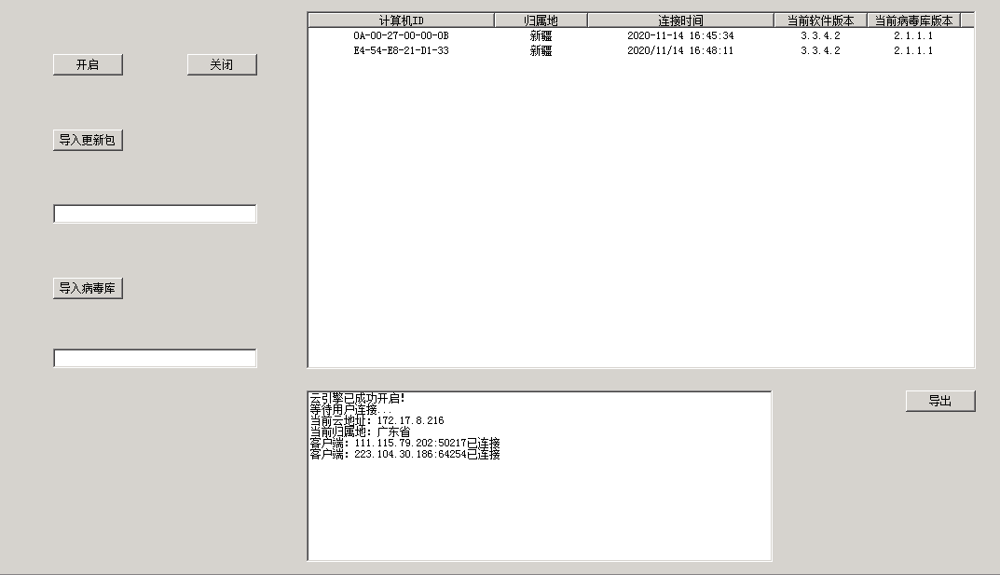 计算机ID 归属地 连接时间 当前软件版本 当前病毒库版本
0A-00-27-00-00-0B 新疆 2020-11-14 16:45:34 3.3.4.2 2.1.1.1
E4-54-E8-21-D1-33 新疆 2020/11/14 16:48:11 3.3.4.2 2.1.1.1
开启 关闭
导入更新包
导入病毒库
云引擎已成功开启!
等待用户连接...
当前云地址: 172.17.8.216
当前归属地: 广东省
客户端: 111.115.79.202:50217已连接
客户端: 223.104.30.186:64254已连接
导出